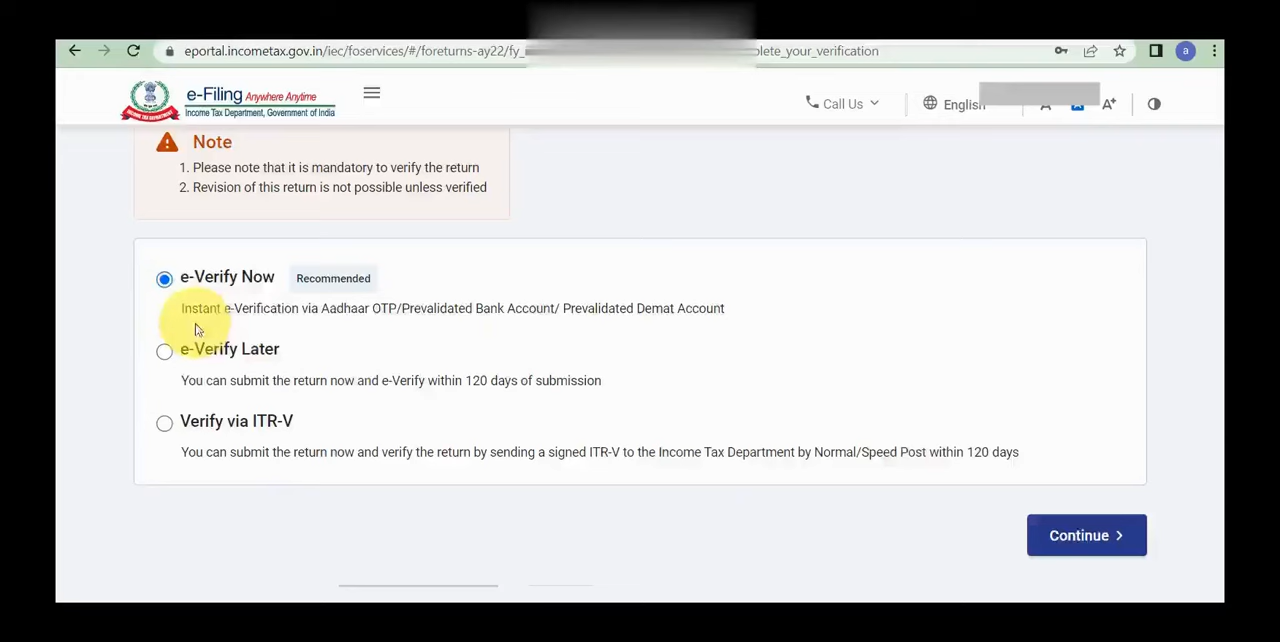 eportal.incometax.gov.in/iec/foservices/#/foreturns-ay22/fy_ plete_your_verification
a
e-Filing Anywhere Anytime
Income Tax Department, Government of India
Call Us
English
A A⁺
Note
1. Please note that it is mandatory to verify the return
2. Revision of this return is not possible unless verified
e-Verify Now Recommended
Instant e-Verification via Aadhaar OTP/Prevalidated Bank Account/ Prevalidated Demat Account
e-Verify Later
You can submit the return now and e-Verify within 120 days of submission
Verify via ITR-V
You can submit the return now and verify the return by sending a signed ITR-V to the Income Tax Department by Normal/Speed Post within 120 days
Continue